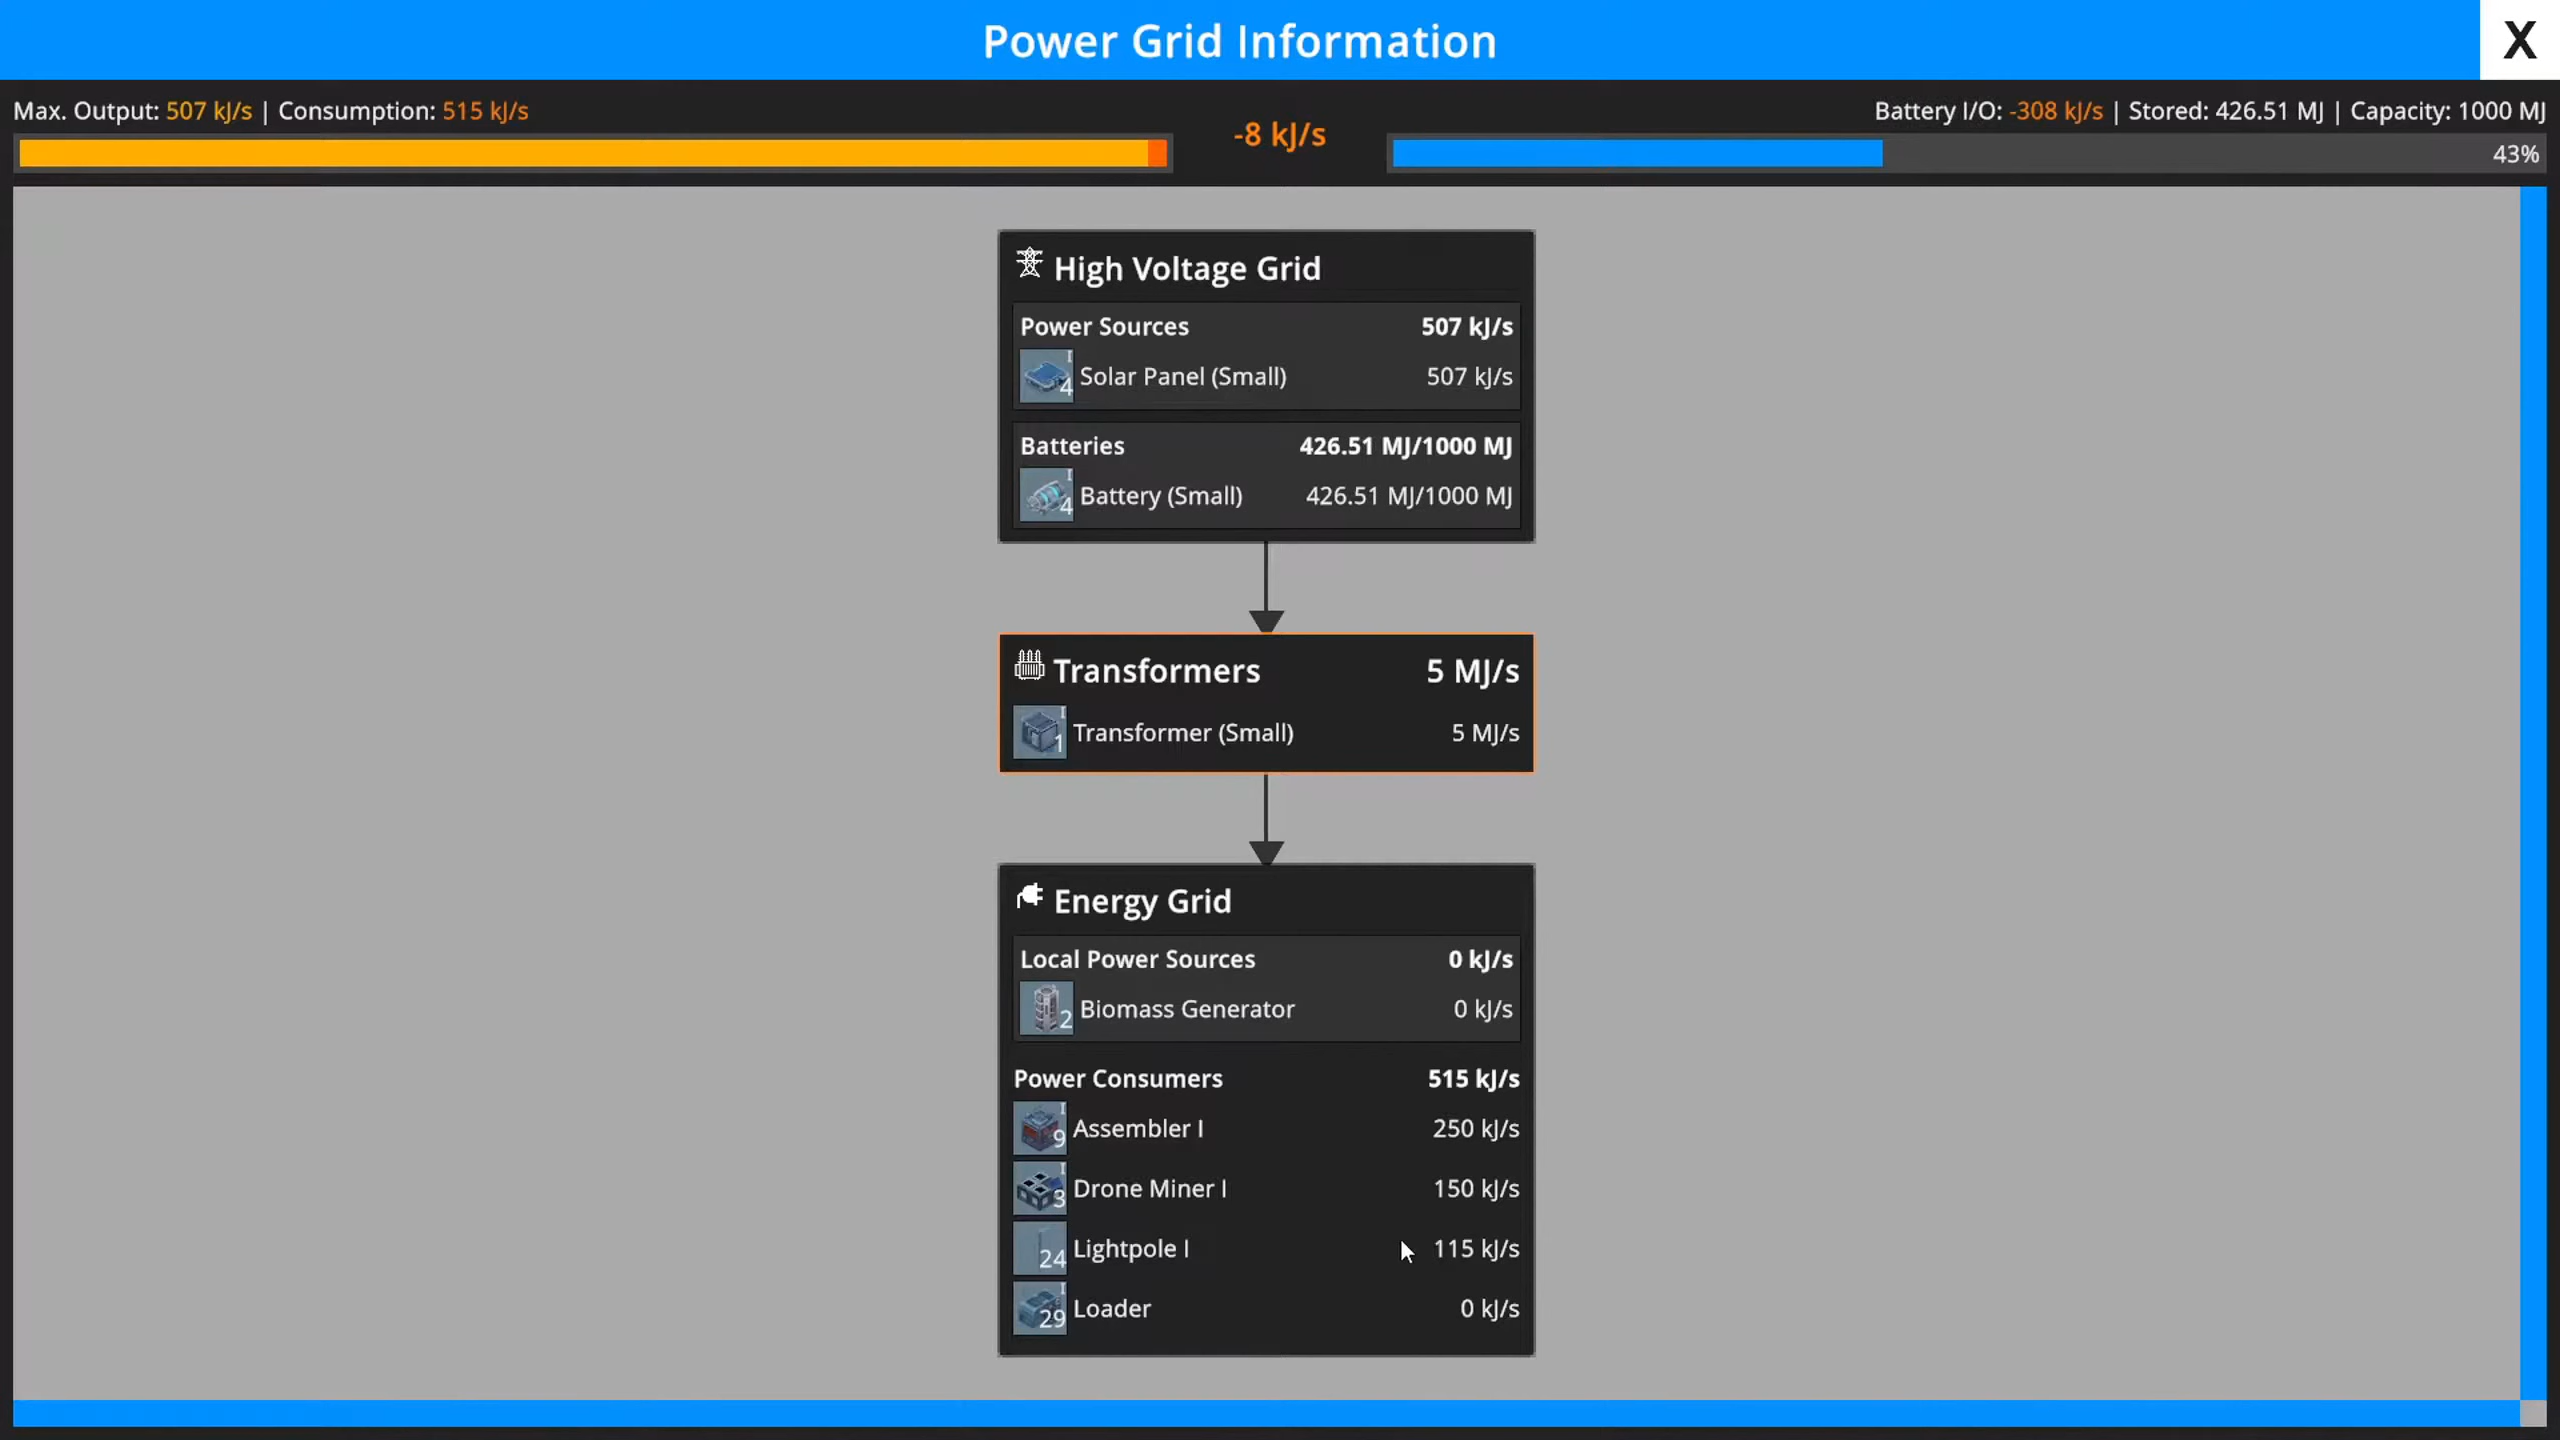 Power Grid Information
X
Max. Output: 507 kJ/s | Consumption: 515 kJ/s
-8 kJ/s
Battery I/O: -308 kJ/s | Stored: 426.51 MJ | Capacity: 1000 MJ
43%
High Voltage Grid
Power Sources 507 kJ/s
I 4 Solar Panel (Small) 507 kJ/s
Batteries 426.51 MJ/1000 MJ
I 4 Battery (Small) 426.51 MJ/1000 MJ
Transformers 5 MJ/s
I 1 Transformer (Small) 5 MJ/s
Energy Grid
Local Power Sources 0 kJ/s
2 Biomass Generator 0 kJ/s
Power Consumers 515 kJ/s
I 9 Assembler I 250 kJ/s
I 3 Drone Miner I 150 kJ/s
24 Lightpole I 115 kJ/s
I 29 Loader 0 kJ/s